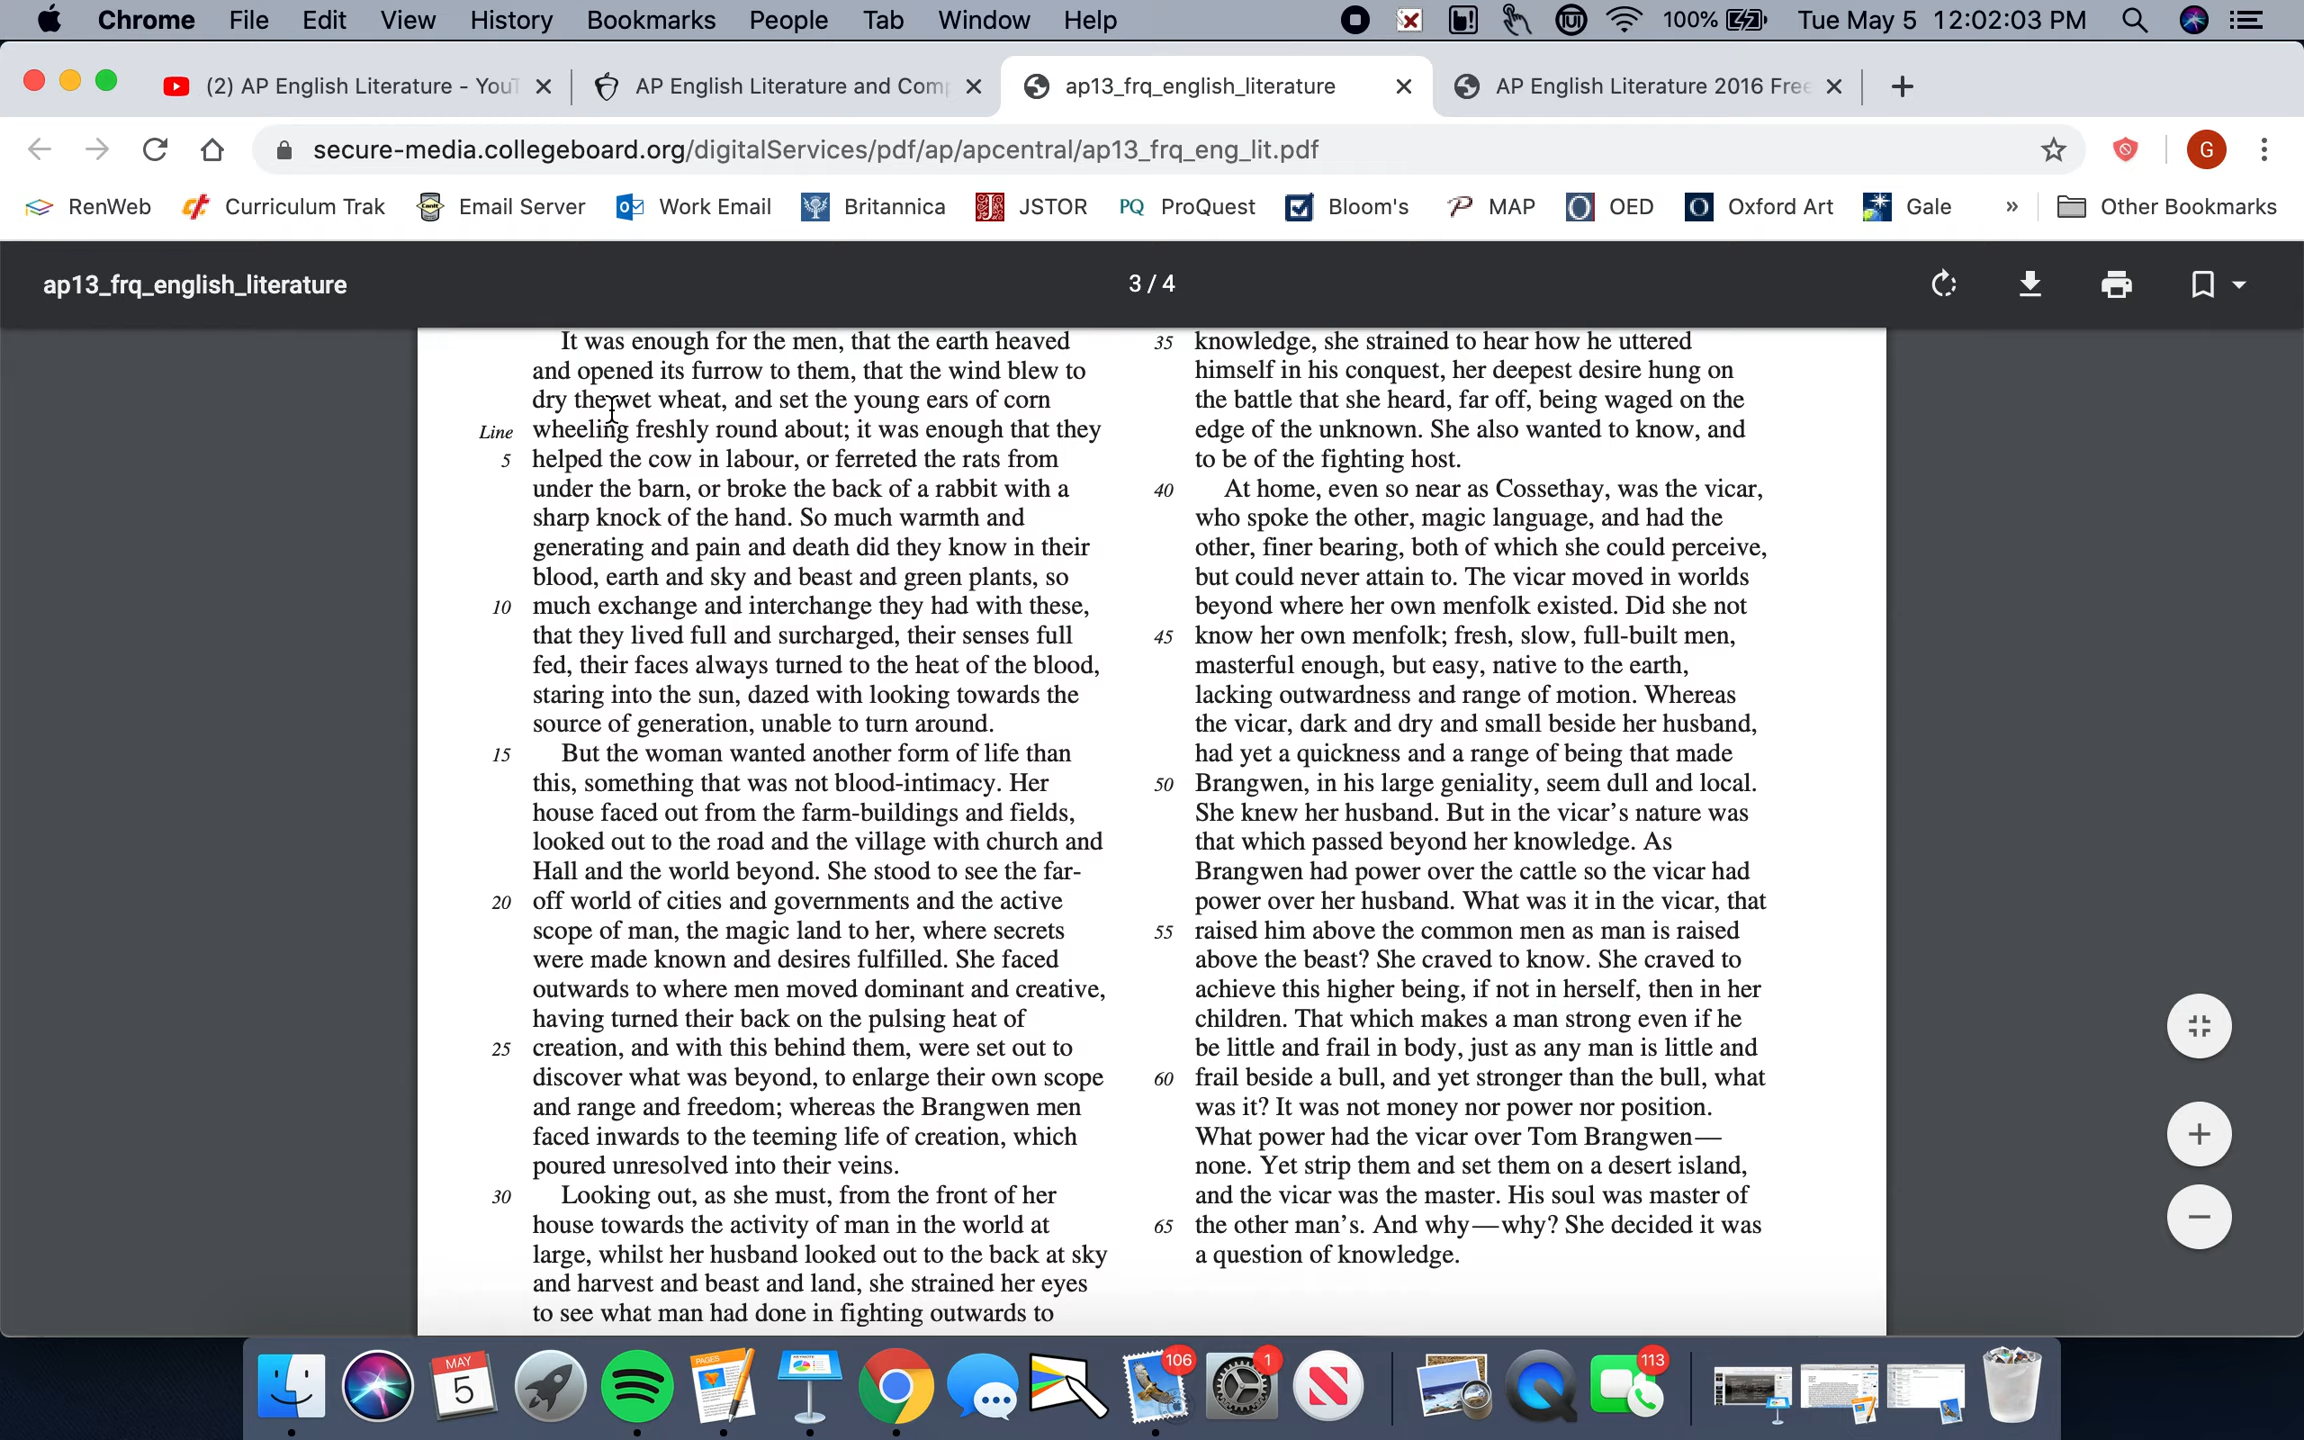 Chrome File Edit View History Bookmarks People Tab Window Help 100% Tue May 5 12:02:03 PM
(2) AP English Literature - YouT AP English Literature and Com ap13_frq_english_literature AP English Literature 2016 Free
secure-media.collegeboard.org/digitalServices/pdf/ap/apcentral/ap13_frq_eng_lit.pdf G
RenWeb Curriculum Trak Email Server Work Email Britannica JSTOR PQ ProQuest Bloom's MAP OED Oxford Art Gale » Other Bookmarks
ap13_frq_english_literature 3 / 4
It was enough for the men, that the earth heaved
and opened its furrow to them, that the wind blew to
dry the wet wheat, and set the young ears of corn
Line wheeling freshly round about; it was enough that they
5 helped the cow in labour, or ferreted the rats from
under the barn, or broke the back of a rabbit with a
sharp knock of the hand. So much warmth and
generating and pain and death did they know in their
blood, earth and sky and beast and green plants, so
10 much exchange and interchange they had with these,
that they lived full and surcharged, their senses full
fed, their faces always turned to the heat of the blood,
staring into the sun, dazed with looking towards the
source of generation, unable to turn around.
15 But the woman wanted another form of life than
this, something that was not blood-intimacy. Her
house faced out from the farm-buildings and fields,
looked out to the road and the village with church and
Hall and the world beyond. She stood to see the far-
20 off world of cities and governments and the active
scope of man, the magic land to her, where secrets
were made known and desires fulfilled. She faced
outwards to where men moved dominant and creative,
having turned their back on the pulsing heat of
25 creation, and with this behind them, were set out to
discover what was beyond, to enlarge their own scope
and range and freedom; whereas the Brangwen men
faced inwards to the teeming life of creation, which
poured unresolved into their veins.
30 Looking out, as she must, from the front of her
house towards the activity of man in the world at
large, whilst her husband looked out to the back at sky
and harvest and beast and land, she strained her eyes
to see what man had done in fighting outwards to
35 knowledge, she strained to hear how he uttered
himself in his conquest, her deepest desire hung on
the battle that she heard, far off, being waged on the
edge of the unknown. She also wanted to know, and
to be of the fighting host.
40 At home, even so near as Cossethay, was the vicar,
who spoke the other, magic language, and had the
other, finer bearing, both of which she could perceive,
but could never attain to. The vicar moved in worlds
beyond where her own menfolk existed. Did she not
45 know her own menfolk; fresh, slow, full-built men,
masterful enough, but easy, native to the earth,
lacking outwardness and range of motion. Whereas
the vicar, dark and dry and small beside her husband,
had yet a quickness and a range of being that made
50 Brangwen, in his large geniality, seem dull and local.
She knew her husband. But in the vicar's nature was
that which passed beyond her knowledge. As
Brangwen had power over the cattle so the vicar had
power over her husband. What was it in the vicar, that
55 raised him above the common men as man is raised
above the beast? She craved to know. She craved to
achieve this higher being, if not in herself, then in her
children. That which makes a man strong even if he
be little and frail in body, just as any man is little and
60 frail beside a bull, and yet stronger than the bull, what
was it? It was not money nor power nor position.
What power had the vicar over Tom Brangwen—
none. Yet strip them and set them on a desert island,
and the vicar was the master. His soul was master of
65 the other man's. And why—why? She decided it was
a question of knowledge.
MAY 5 PAGES KEYNOTE 106 1 113